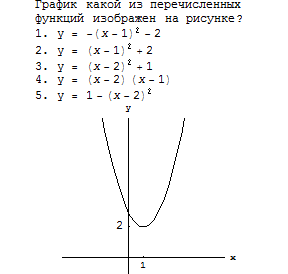 График какой из перечисленных
функций изображен на рисунке?
1. y = -(x-1)² - 2
2. y = (x-1)² + 2
3. y = (x-2)² + 1
4. y = (x-2) (x-1)
5. y = 1 - (x-2)²
y
2
x
1